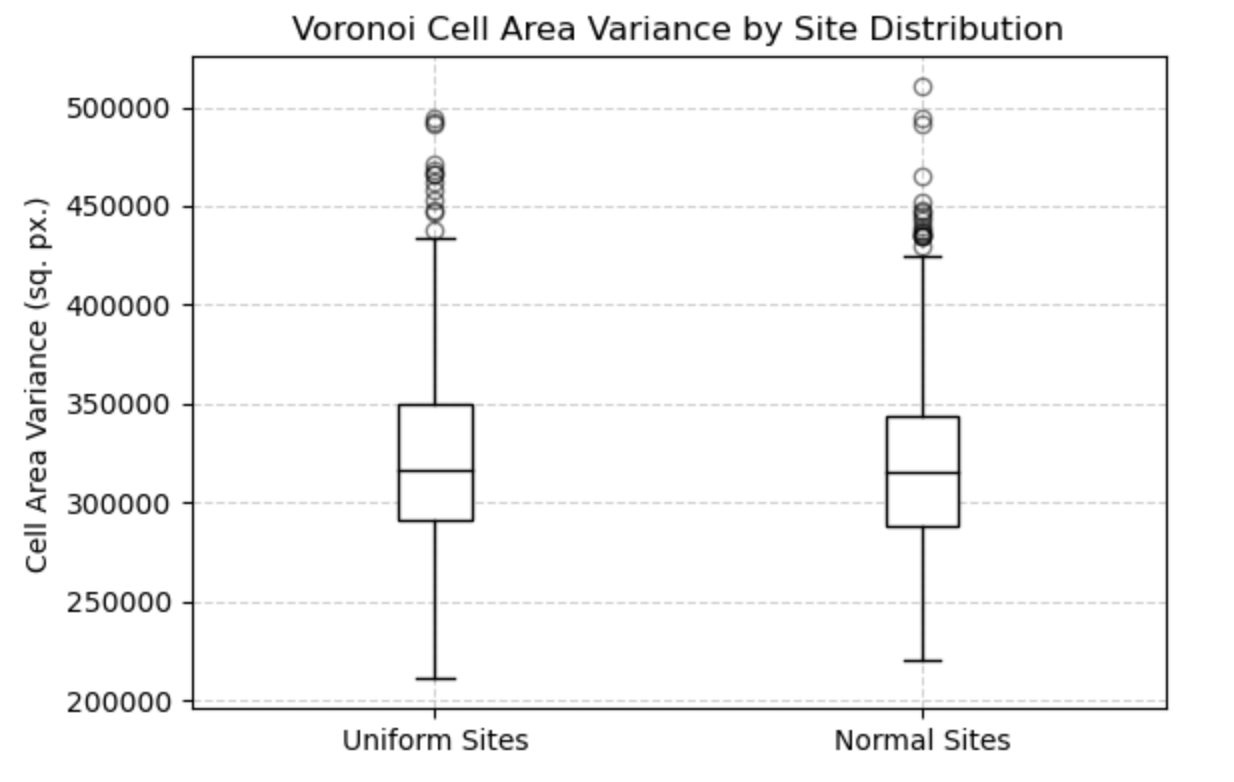 Voronoi Cell Area Variance by Site Distribution
Cell Area Variance (sq. px.)
500000
450000
400000
350000
300000
250000
200000
Uniform Sites
Normal Sites